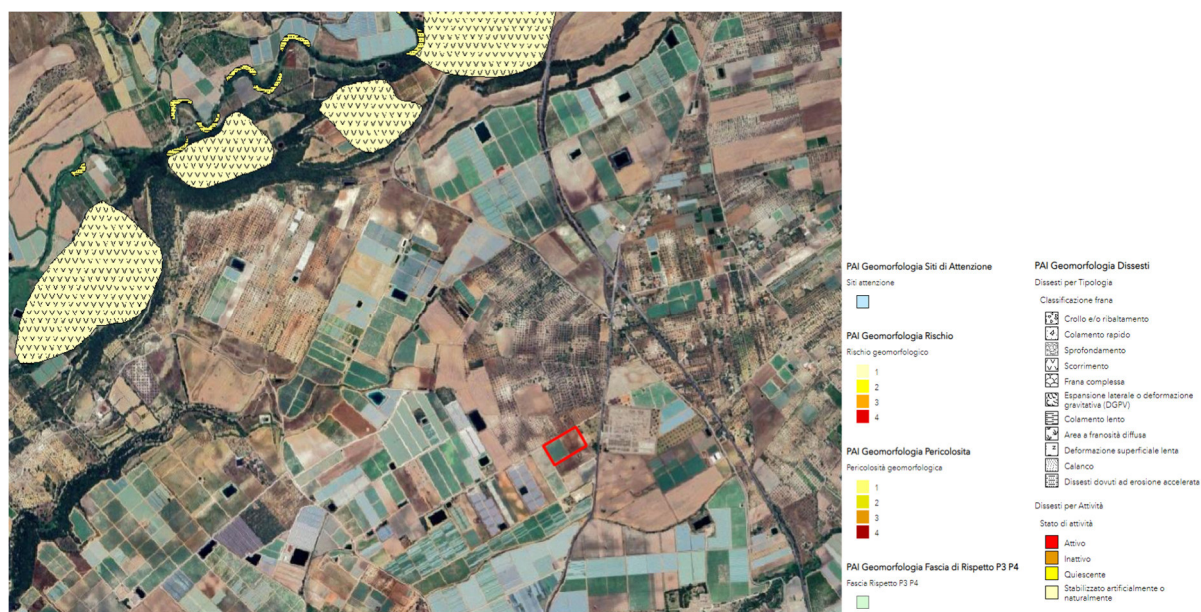 PAI Geomorfologia Siti di Attenzione
Siti attenzione
PAI Geomorfologia Rischio
Rischio geomorfologico
1
2
3
4
PAI Geomorfologia Pericolosita
Pericolosità geomorfologica
1
2
3
4
PAI Geomorfologia Fascia di Rispetto P3 P4
Fascia Rispetto P3 P4
PAI Geomorfologia Dissesti
Dissesti per Tipologia
Classificazione frana
Crollo e/o ribaltamento
Colamento rapido
Sprofondamento
Scorrimento
Frana complessa
Espansione laterale o deformazione
gravitativa (DGPV)
Colamento lento
Area a franosità diffusa
Deformazione superficiale lenta
Calanco
Dissesti dovuti ad erosione accelerata
Dissesti per Attività
Stato di attività
Attivo
Inattivo
Quiescente
Stabilizzato artificialmente o
naturalmente